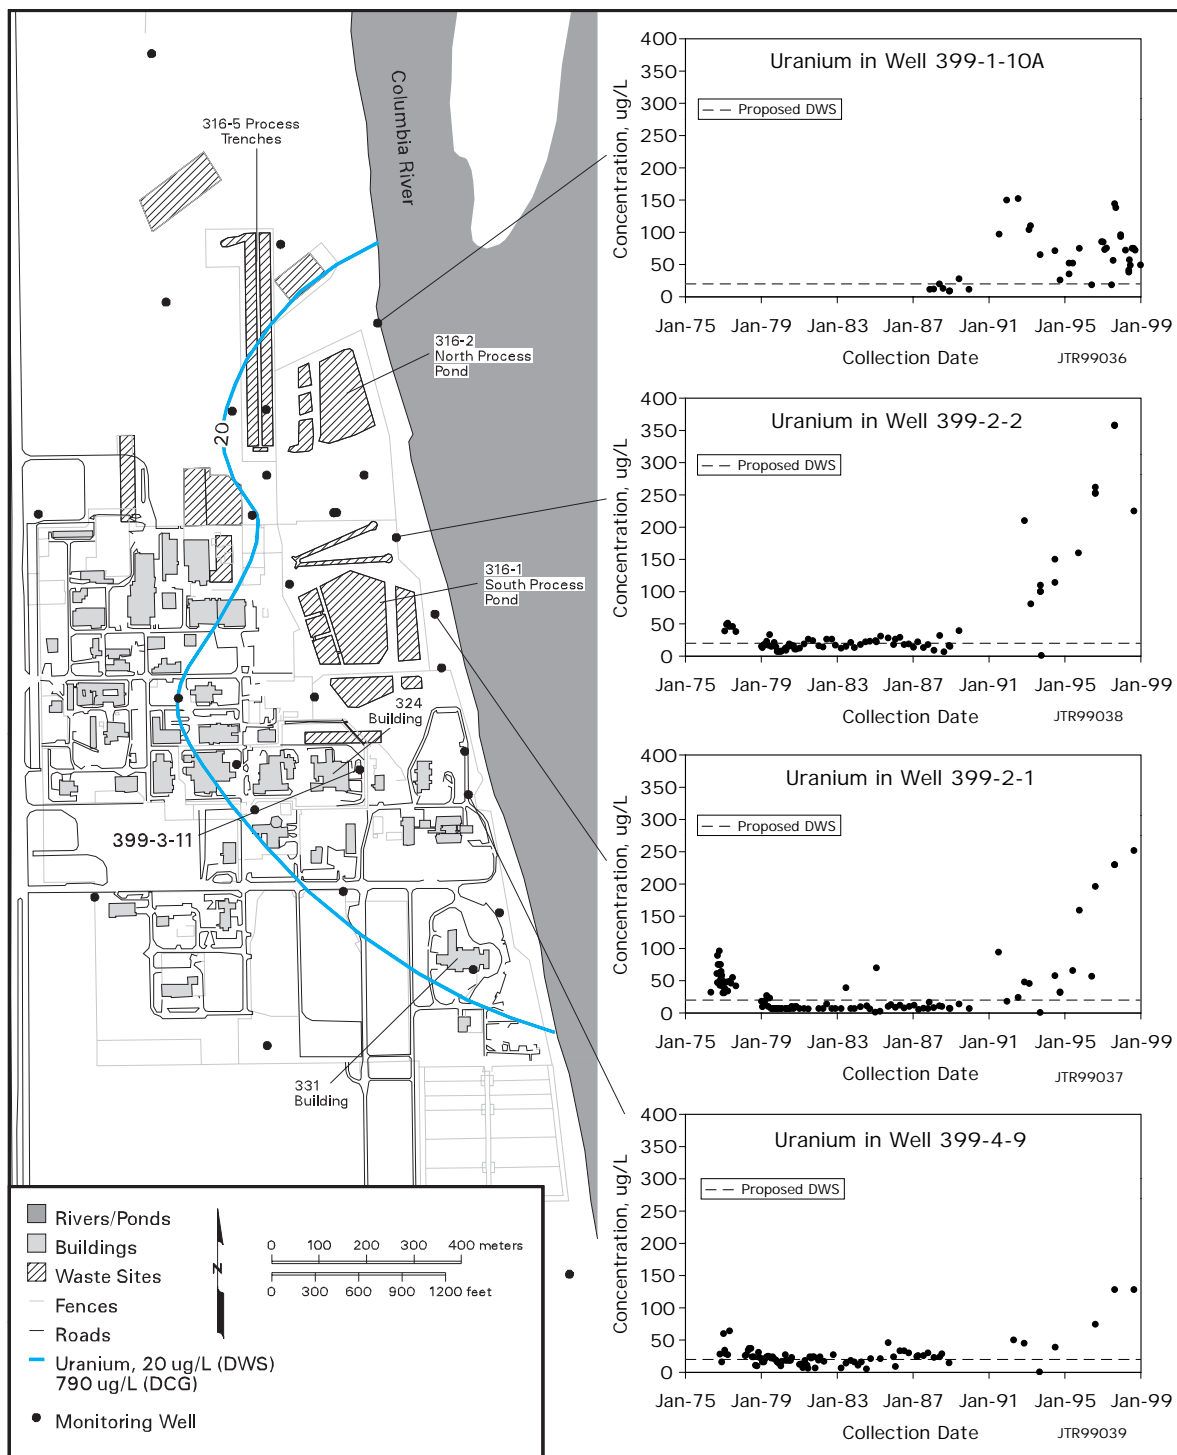 316-5 Process
Trenches
Columbia River
316-2
North Process
Pond
20
316-1
South Process
Pond
324
Building
399-3-11
331
Building
Rivers/Ponds
Buildings
Waste Sites
Fences
Roads
Uranium, 20 ug/L (DWS)
790 ug/L (DCG)
Monitoring Well
N
0 100 200 300 400 meters
0 300 600 900 1200 feet
Uranium in Well 399-1-10A
Proposed DWS
Concentration, ug/L
400
350
300
250
200
150
100
50
0
Jan-75 Jan-79 Jan-83 Jan-87 Jan-91 Jan-95 Jan-99
Collection Date
JTR99036
Uranium in Well 399-2-2
Proposed DWS
Concentration, ug/L
400
350
300
250
200
150
100
50
0
Jan-75 Jan-79 Jan-83 Jan-87 Jan-91 Jan-95 Jan-99
Collection Date
JTR99038
Uranium in Well 399-2-1
Proposed DWS
Concentration, ug/L
400
350
300
250
200
150
100
50
0
Jan-75 Jan-79 Jan-83 Jan-87 Jan-91 Jan-95 Jan-99
Collection Date
JTR99037
Uranium in Well 399-4-9
Proposed DWS
Concentration, ug/L
400
350
300
250
200
150
100
50
0
Jan-75 Jan-79 Jan-83 Jan-87 Jan-91 Jan-95 Jan-99
Collection Date
JTR99039